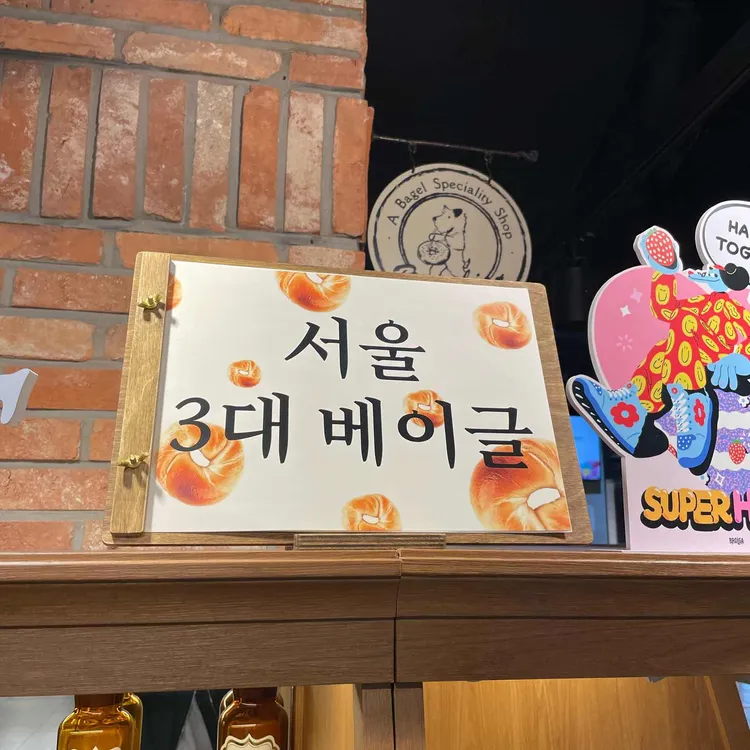 A Bagel Speciality Shop
서울
3대 베이글
SUPER